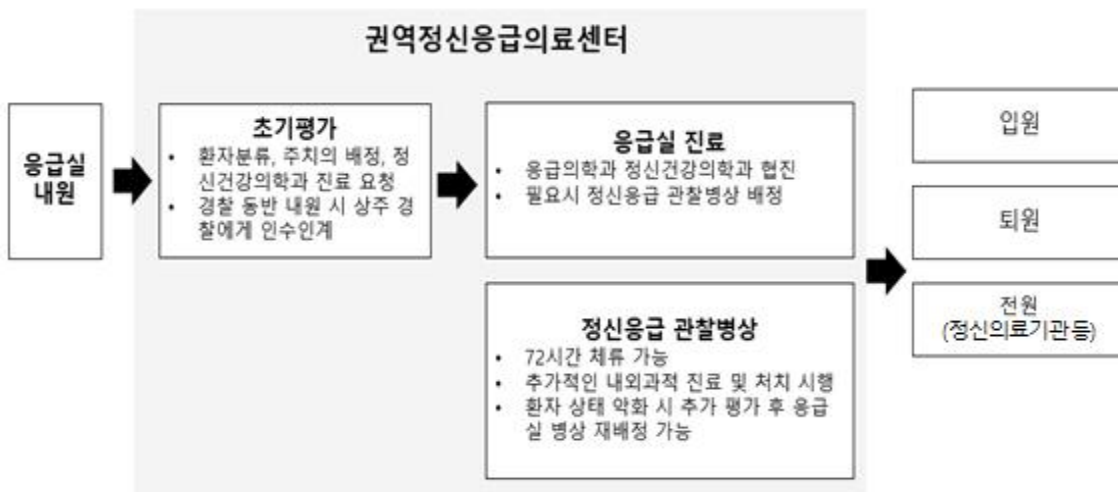 권역정신응급의료센터
응급실
내원
초기평가
• 환자분류, 주치의 배정, 정
신건강의학과 진료 요청
• 경찰 동반 내원 시 상주 경
찰에게 인수인계
응급실 진료
• 응급의학과 정신건강의학과 협진
• 필요시 정신응급 관찰병상 배정
정신응급 관찰병상
• 72시간 체류 가능
• 추가적인 내외과적 진료 및 처치 시행
• 환자 상태 악화 시 추가 평가 후 응급
실 병상 재배정 가능
입원
퇴원
전원
(정신의료기관등)